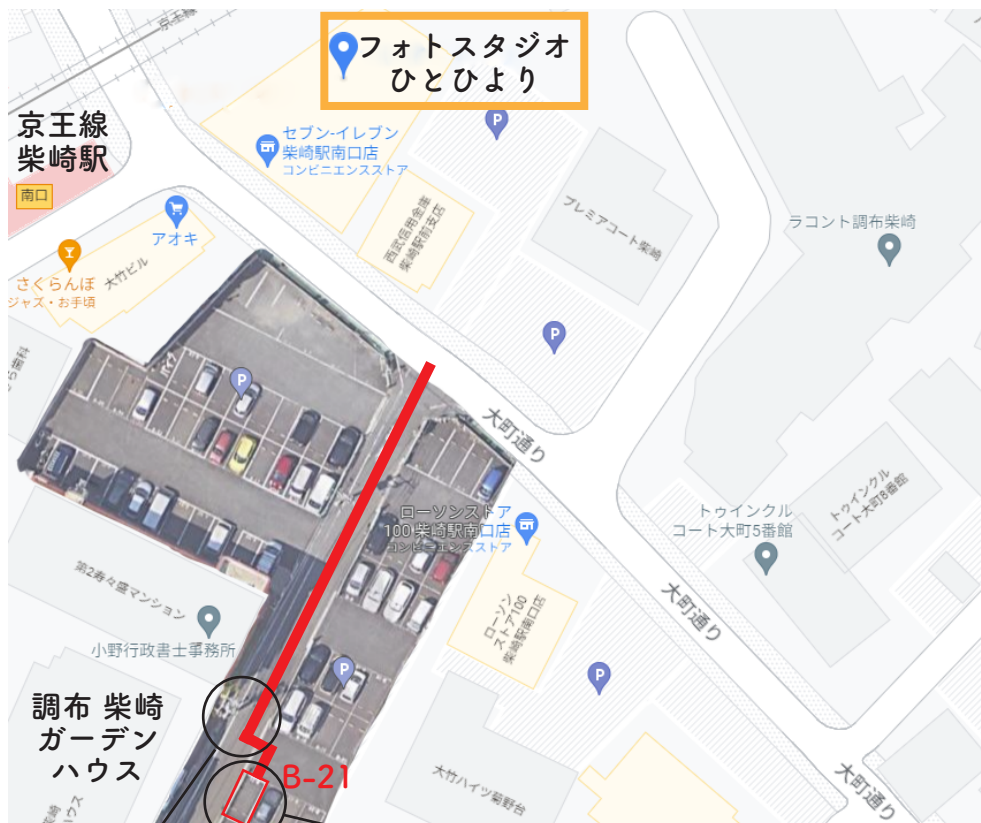 京王線
フォトスタジオ
ひとひより
京王線
柴崎駅
南口
セブン-イレブン
柴崎駅南口店
コンビニエンスストア
P
アオキ
西武信用金庫
柴崎駅前支店
プレミアコート柴崎
ラコント調布柴崎
さくらんぼ
ジャズ・お手頃
大竹ビル
P
P
大町通り
ローソンストア
100 柴崎駅南口店
コンビニエンスストア
トゥインクル
コート大町5番館
トゥインクル
コート大町8番館
第2寿々盛マンション
小野行政書士事務所
ローソン
ストア100
柴崎駅南口店
大町通り
P
P
調布 柴崎
ガーデン
ハウス
B-21
大竹ハイツ菊野台
大町通り
ハウス